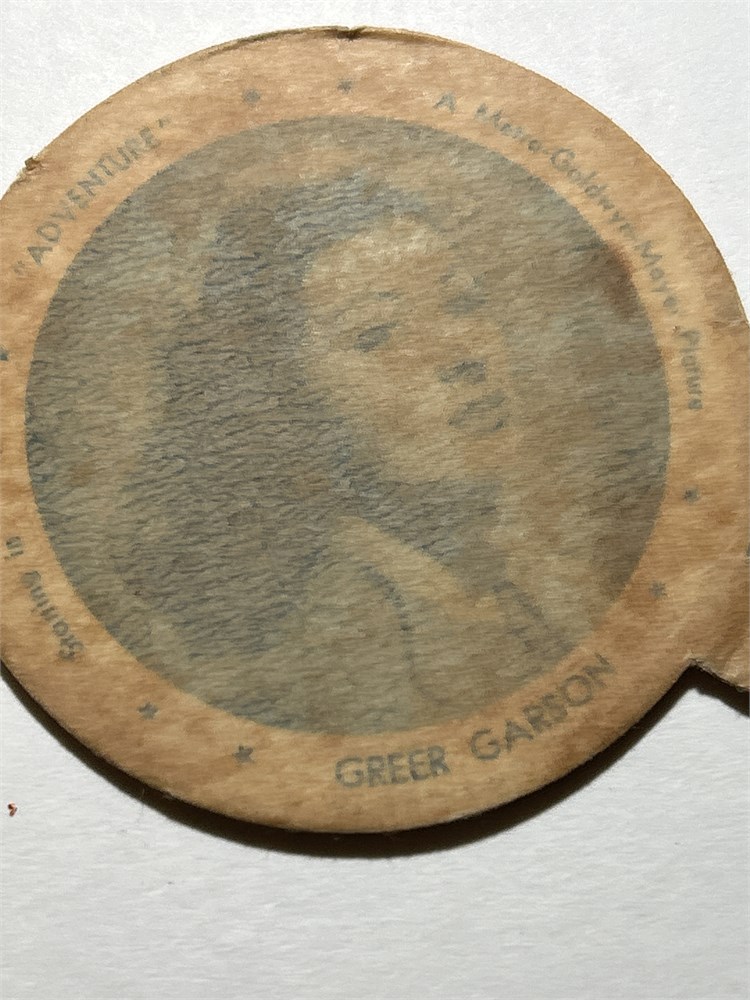 GREER GARSON
Starring in
"ADVENTURE"
A Metro-Goldwyn-Mayer Picture